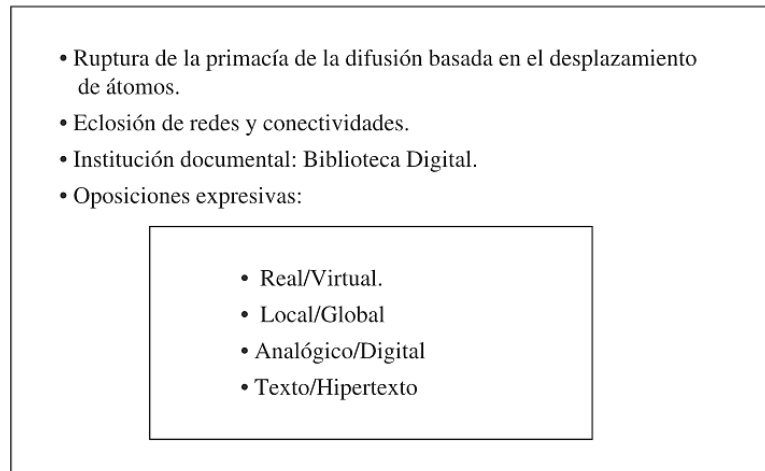 • Ruptura de la primacía de la difusión basada en el desplazamiento
de átomos.
• Eclosión de redes y conectividades.
• Institución documental: Biblioteca Digital.
• Oposiciones expresivas:
• Real/Virtual.
• Local/Global
• Analógico/Digital
• Texto/Hipertexto